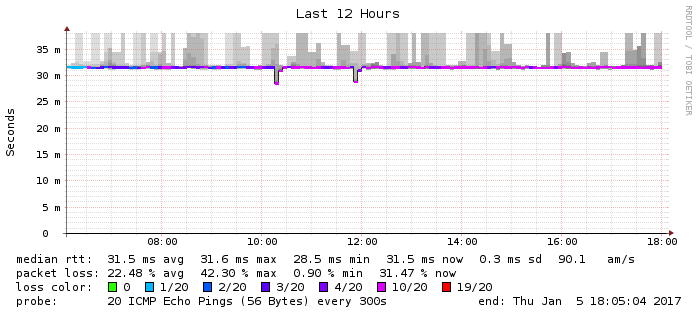 Last 12 Hours
RRDTOOL / TOBI OETIKER
Seconds
35 m
30 m
25 m
20 m
15 m
10 m
5 m
0
08:00 10:00 12:00 14:00 16:00 18:00
median rtt: 31.5 ms avg 31.6 ms max 28.5 ms min 31.5 ms now 0.3 ms sd 90.1 am/s
packet loss: 22.48 % avg 42.30 % max 0.90 % min 31.47 % now
loss color: 0 1/20 2/20 3/20 4/20 10/20 19/20
probe: 20 ICMP Echo Pings (56 Bytes) every 300s end: Thu Jan 5 18:05:04 2017